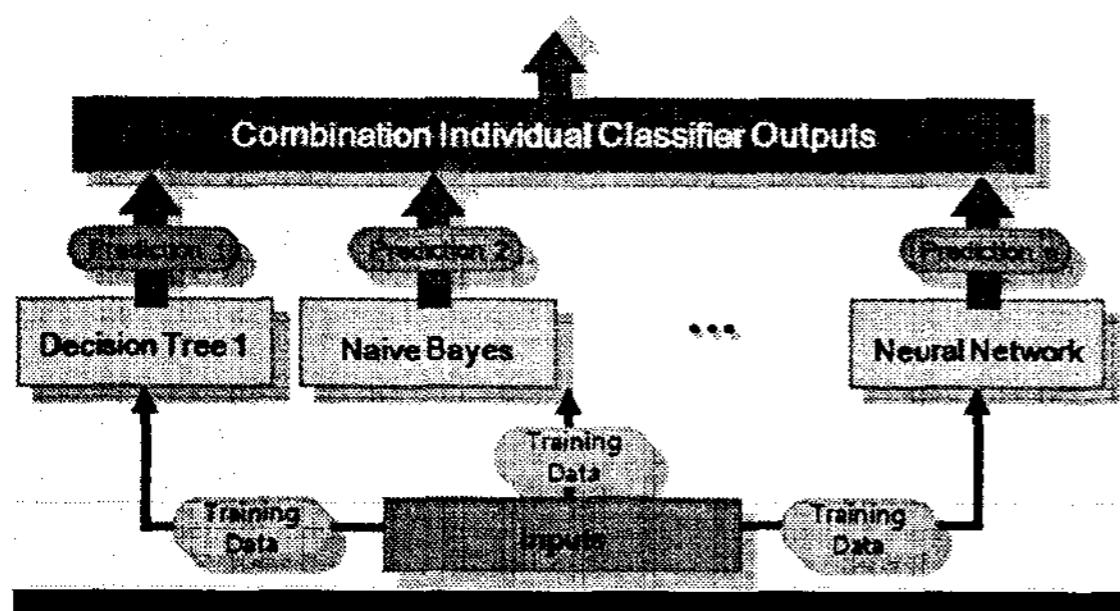 Combination Individual Classifier Outputs
Prediction 1
Prediction 2
Prediction n
Decision Tree 1
Naive Bayes
...
Neural Network
Training
Data
Training
Data
Inputs
Training
Data